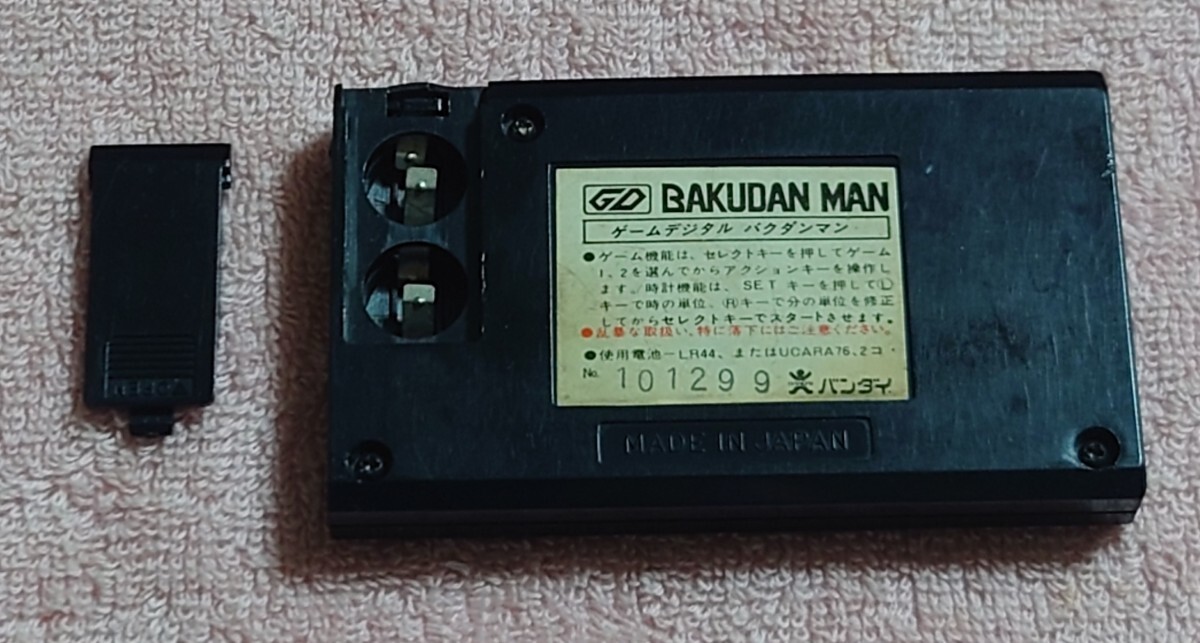 GD BAKUDAN MAN
ゲームデジタル バクダンマン
●ゲーム機能は、セレクトキーを押してゲーム
1、2を選んでからアクションキーを操作し
ます。時計機能は、SET キーを押してⓁ
キーで時の単位、Ⓡキーで分の単位を修正
してからセレクトキーでスタートさせます。
●乱暴な取扱い、特に落下にはご注意ください。
●使用電池－LR44、またはUCARA76、2コ・
No. 101299 バンダイ
MADE IN JAPAN